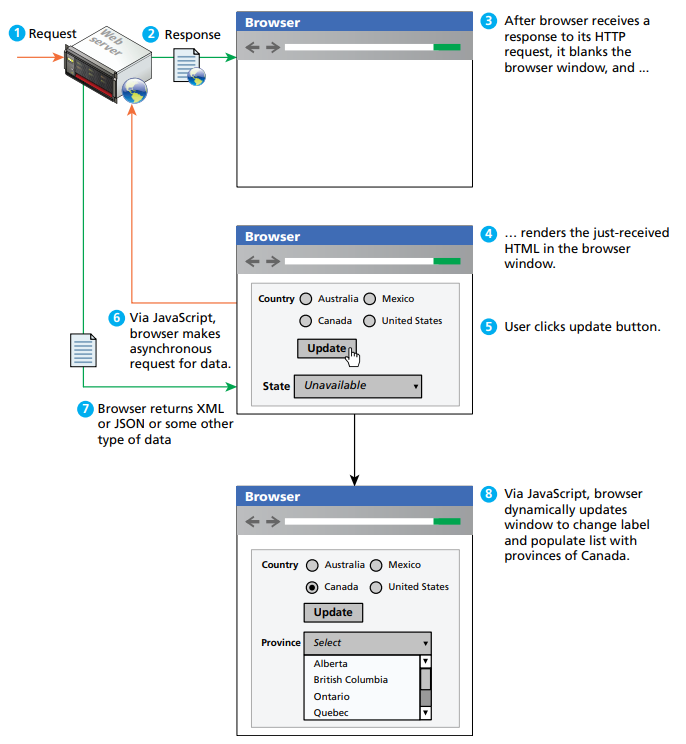 1 Request
Web
server
2 Response
Browser
3 After browser receives a
response to its HTTP
request, it blanks the
browser window, and ...
Browser
4 … renders the just-received
HTML in the browser
window.
Country Australia Mexico
Canada United States
5 User clicks update button.
Update
State Unavailable
6 Via JavaScript,
browser makes
asynchronous
request for data.
7 Browser returns XML
or JSON or some other
type of data
Browser
8 Via JavaScript, browser
dynamically updates
window to change label
and populate list with
provinces of Canada.
Country Australia Mexico
Canada United States
Update
Province Select
Alberta
British Columbia
Ontario
Quebec